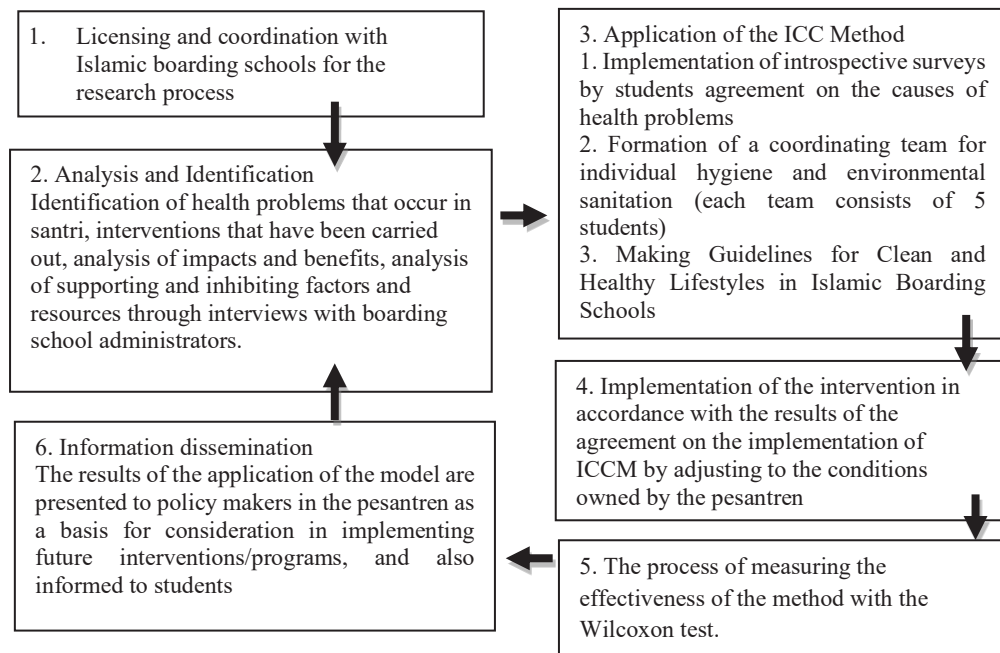 1. Licensing and coordination with
Islamic boarding schools for the
research process
2. Analysis and Identification
Identification of health problems that occur in
santri, interventions that have been carried
out, analysis of impacts and benefits, analysis
of supporting and inhibiting factors and
resources through interviews with boarding
school administrators.
3. Application of the ICC Method
1. Implementation of introspective surveys
by students agreement on the causes of
health problems
2. Formation of a coordinating team for
individual hygiene and environmental
sanitation (each team consists of 5
students)
3. Making Guidelines for Clean and
Healthy Lifestyles in Islamic Boarding
Schools
4. Implementation of the intervention in
accordance with the results of the
agreement on the implementation of
ICCM by adjusting to the conditions
owned by the pesantren
5. The process of measuring the
effectiveness of the method with the
Wilcoxon test.
6. Information dissemination
The results of the application of the model are
presented to policy makers in the pesantren as
a basis for consideration in implementing
future interventions/programs, and also
informed to students